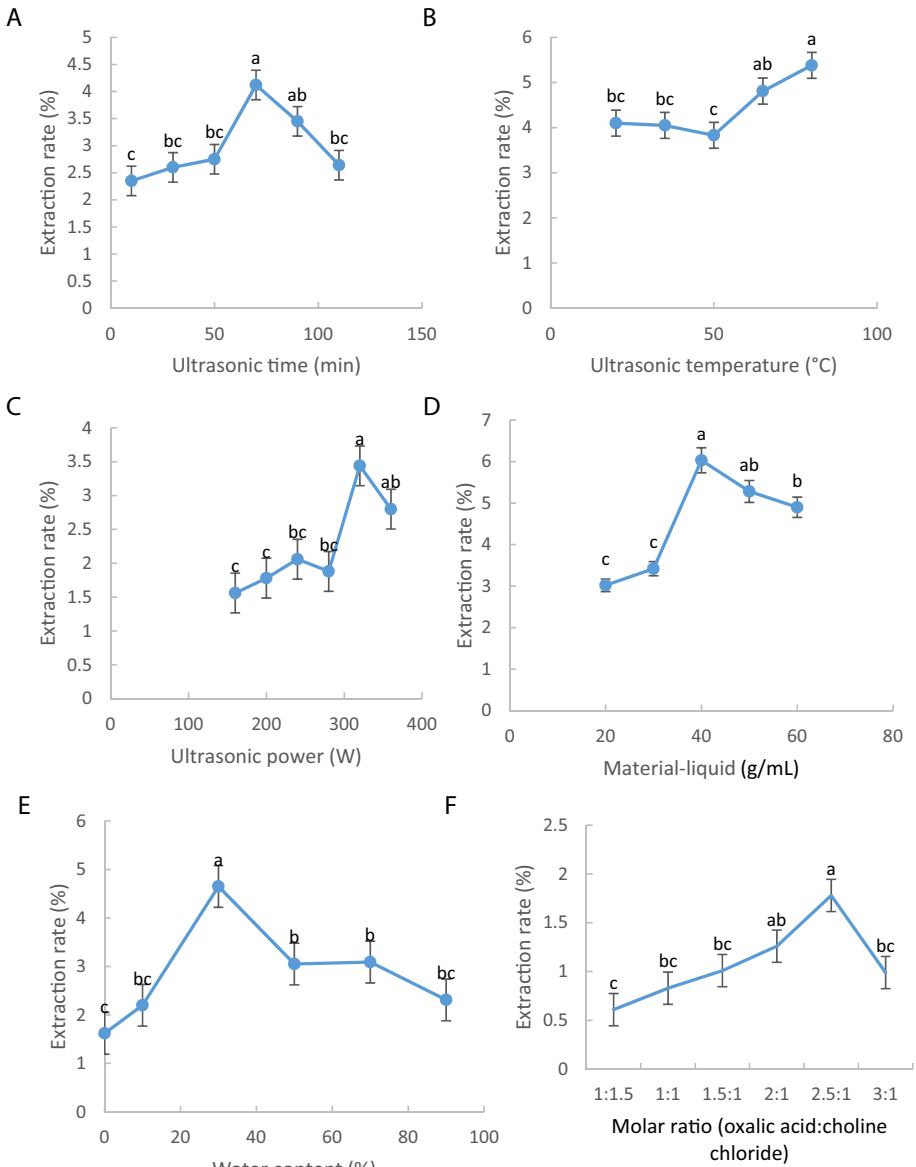 A
Extraction rate (%)
5
4.5
4
3.5
3
2.5
2
1.5
1
0.5
0
c
bc
bc
a
ab
bc
0 50 100 150
Ultrasonic time (min)
B
Extraction rate (%)
6
5
4
3
2
1
0
bc
bc
c
ab
a
0 50 100
Ultrasonic temperature (°C)
C
Extraction rate (%)
4
3.5
3
2.5
2
1.5
1
0.5
0
c
c
bc
bc
a
ab
0 100 200 300 400
Ultrasonic power (W)
D
Extraction rate (%)
7
6
5
4
3
2
1
0
c
c
a
ab
b
0 20 40 60 80
Material-liquid (g/mL)
E
Extraction rate (%)
6
5
4
3
2
1
0
c
bc
a
b
b
bc
0 20 40 60 80 100
Water content (%)
F
Extraction rate (%)
2.5
2
1.5
1
0.5
0
c
bc
bc
ab
a
bc
1:1.5 1:1 1.5:1 2:1 2.5:1 3:1
Molar ratio (oxalic acid:choline
chloride)